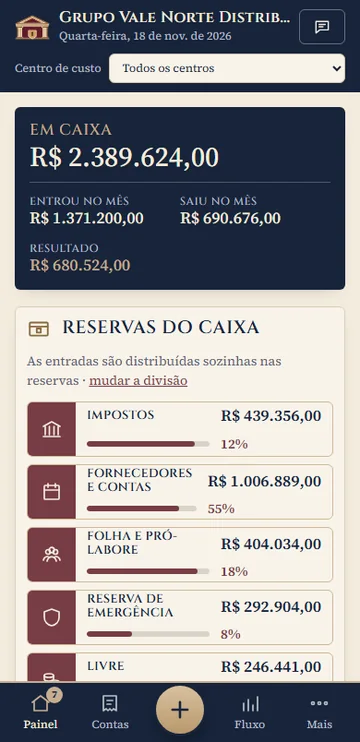 Grupo Vale Norte Distrib...
Quarta-feira, 18 de nov. de 2026
Centro de custo
Todos os centros
EM CAIXA
R$ 2.389.624,00
ENTROU NO MÊS
R$ 1.371.200,00
SAIU NO MÊS
R$ 690.676,00
RESULTADO
R$ 680.524,00
RESERVAS DO CAIXA
As entradas são distribuídas sozinhas nas
reservas · mudar a divisão
IMPOSTOS
R$ 439.356,00
12%
FORNECEDORES
E CONTAS
R$ 1.006.889,00
55%
FOLHA E PRÓ-
LABORE
R$ 404.034,00
18%
RESERVA DE
EMERGÊNCIA
R$ 292.904,00
8%
LIVRE
R$ 246.441,00
7
Painel
Contas
Fluxo
Mais